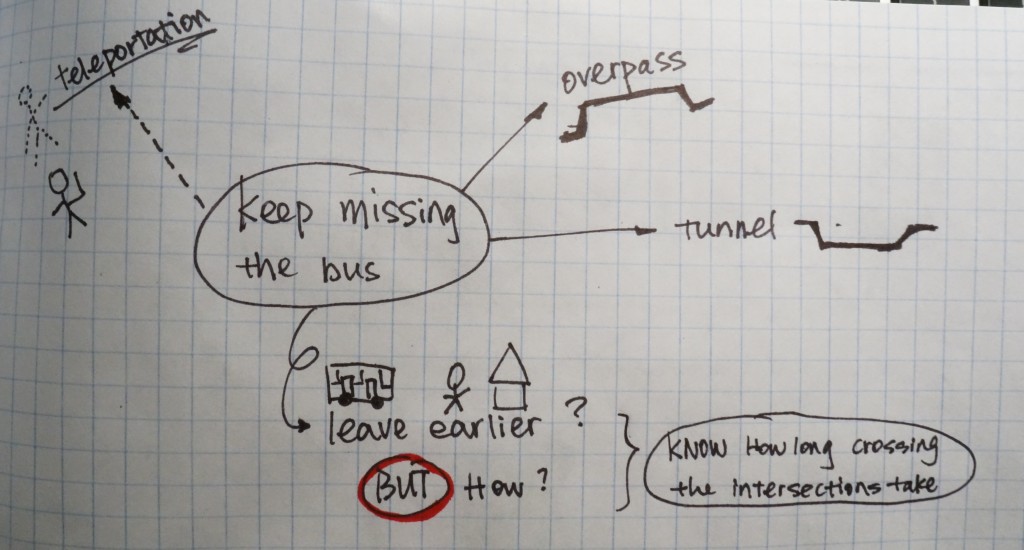 teleportation
overpass
keep missing
the bus
tunnel
leave earlier ?
BUT How?
KNOW How long crossing
the intersections take